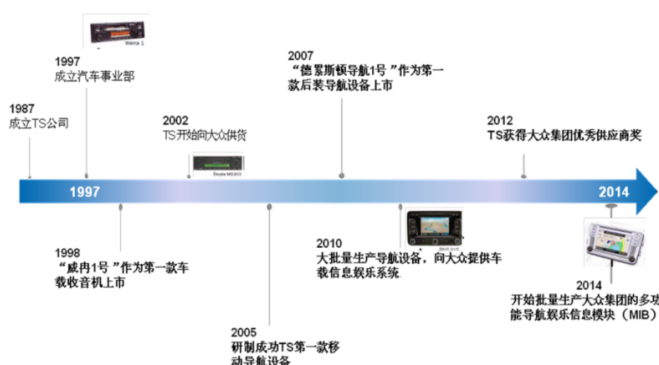 1997
成立汽车事业部
1987
成立TS公司
2002
TS开始向大众供货
2007
“德累斯顿导航1号”作为第一
款后装导航设备上市
2012
TS获得大众集团优秀供应商奖
1997
2014
1998
“威冉1号”作为第一款车
载收音机上市
2005
研制成功TS第一款移
动导航设备
2010
大批量生产导航设备，向大众提供车
载信息娱乐系统
2014
开始批量生产大众集团的多功
能导航娱乐信息模块（MIB）